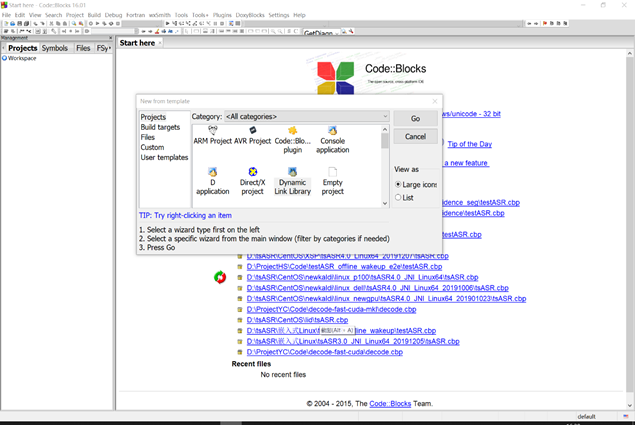 Start here - Code::Blocks 16.01
File Edit View Search Project Build Debug Fortran wxSmith Tools Tools+ Plugins DoxyBlocks Settings Help
Management
Projects Symbols Files FSy
Workspace
Start here
Code::Blocks
The open source, cross-platform IDE
ws/unicode - 32 bit
Tip of the Day
a new feature
New from template
Projects
Build targets
Files
Custom
User templates
Category: <All categories>
Go
Cancel
ARM Project AVR Project Code::Blo... plugin Console application
D application Direct/X project Dynamic Link Library Empty project
View as
Large icons
List
TIP: Try right-clicking an item
1. Select a wizard type first on the left
2. Select a specific wizard from the main window (filter by categories if needed)
3. Press Go
idence_seg\testASR.cbp
idence\testASR.cbp
D:\tsASR\CentOS\XSP\tsASR4.0_Linux64_20191207\tsASR.cbp
D:\ProjectHS\Code\testASR_offline_wakeup_e2e\testASR.cbp
D:\tsASR\CentOS\newkaldi\linux_p100\tsASR4.0_JNI_Linux64\tsASR.cbp
D:\tsASR\CentOS\newkaldi\linux_dell\tsASR4.0_JNI_Linux64_20191006\tsASR.cbp
D:\tsASR\CentOS\newkaldi\linux_newgpu\tsASR4.0_JNI_Linux64_201901023\tsASR.cbp
D:\ProjectYC\Code\decode-fast-cuda-mkl\decode.cbp
D:\tsASR\CentOS\lid\tsASR.cbp
D:\tsASR\嵌入式Linux\t 截图(Alt + A) line_wakeup\testASR.cbp
D:\tsASR\嵌入式Linux\tsASR3.0_JNI_Linux64_20191205\tsASR.cbp
D:\ProjectYC\Code\decode-fast-cuda\decode.cbp
Recent files
No recent files
© 2004 - 2015, The Code::Blocks Team.
default